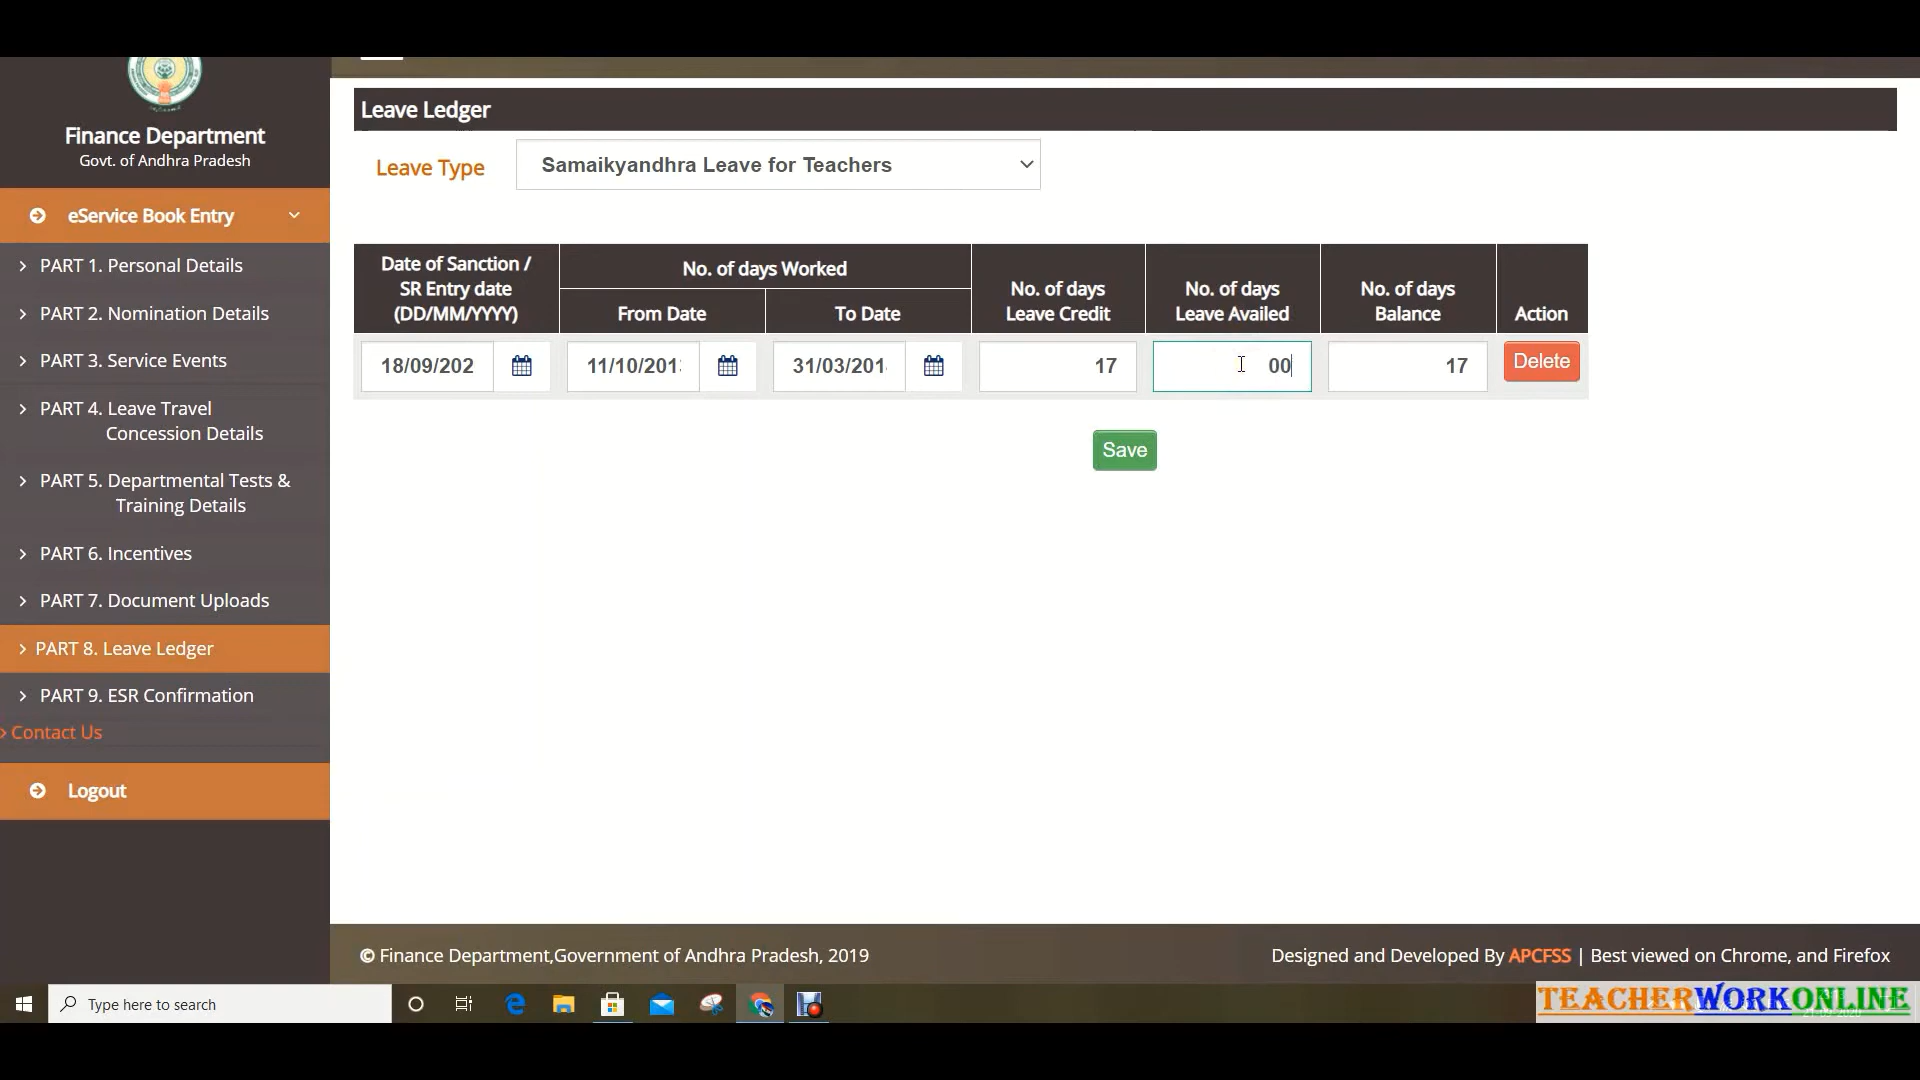 Finance Department
Govt. of Andhra Pradesh
eService Book Entry
PART 1. Personal Details
PART 2. Nomination Details
PART 3. Service Events
PART 4. Leave Travel
Concession Details
PART 5. Departmental Tests &
Training Details
PART 6. Incentives
PART 7. Document Uploads
PART 8. Leave Ledger
PART 9. ESR Confirmation
Contact Us
Logout
Leave Ledger
Leave Type
Samaikyandhra Leave for Teachers
Date of Sanction /
SR Entry date
(DD/MM/YYYY)
No. of days Worked
From Date
To Date
No. of days
Leave Credit
No. of days
Leave Availed
No. of days
Balance
Action
18/09/202
11/10/201
31/03/201
17
00
17
Delete
Save
© Finance Department,Government of Andhra Pradesh, 2019
Designed and Developed By APCFSS | Best viewed on Chrome, and Firefox
Type here to search
TEACHERWORKONLINE